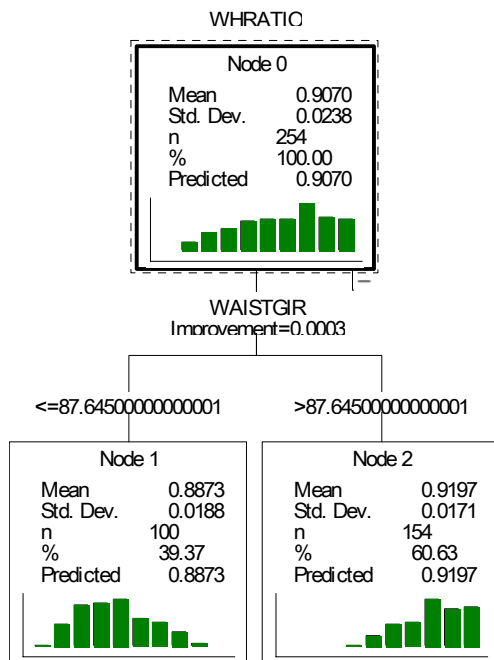 WHRATIO
Node 0
Mean 0.9070
Std. Dev. 0.0238
n 254
% 100.00
Predicted 0.9070
WAISTGIR
Improvement=0.0003
<=87.64500000000001 >87.64500000000001
Node 1
Mean 0.8873
Std. Dev. 0.0188
n 100
% 39.37
Predicted 0.8873
Node 2
Mean 0.9197
Std. Dev. 0.0171
n 154
% 60.63
Predicted 0.9197